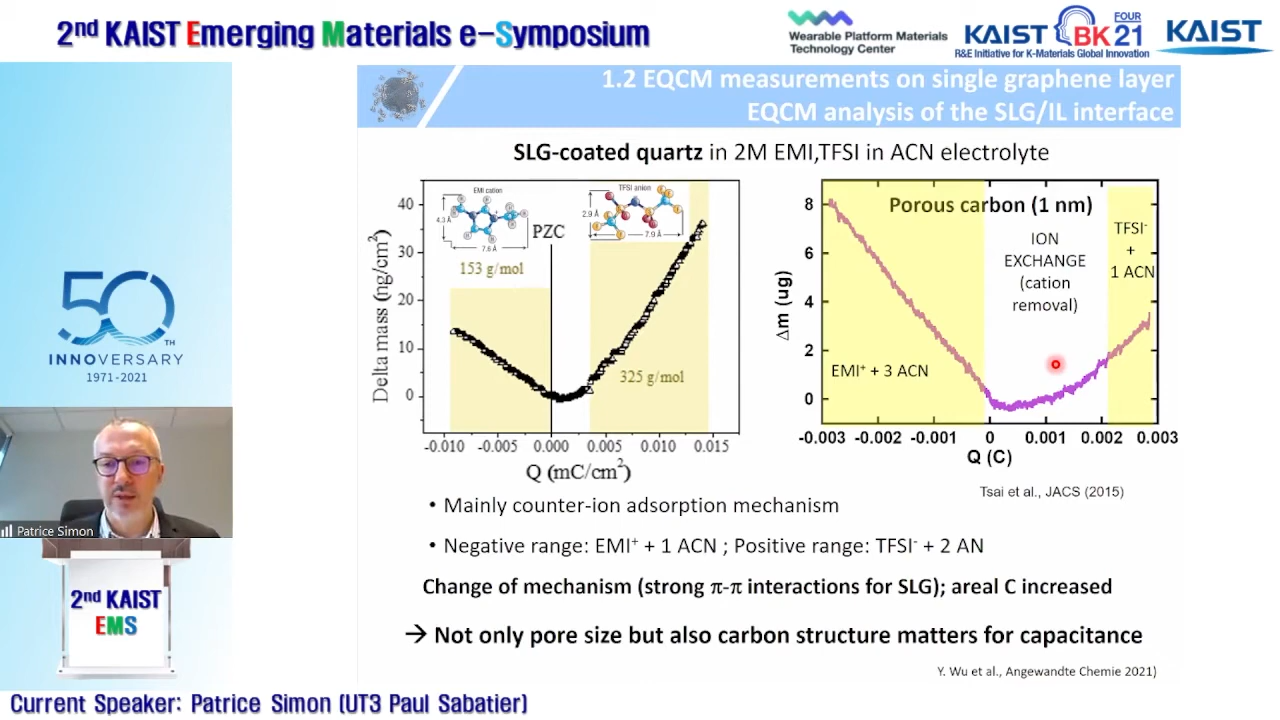 2nd KAIST Emerging Materials e-Symposium
Wearable Platform Materials
Technology Center
KAIST BK21 FOUR
R&E Initiative for K-Materials Global Innovation
KAIST
1.2 EQCM measurements on single graphene layer
EQCM analysis of the SLG/IL interface
SLG-coated quartz in 2M EMI,TFSI in ACN electrolyte
EMI cation
4.3 Å
7.6 Å
153 g/mol
PZC
TFSI anion
2.9 Å
7.9 Å
325 g/mol
40
30
20
10
0
Delta mass (ng/cm²)
-0.010 -0.005 0.000 0.005 0.010 0.015
Q (mC/cm²)
Porous carbon (1 nm)
ION
EXCHANGE
(cation
removal)
TFSI⁻
+
1 ACN
EMI⁺ + 3 ACN
8
6
4
2
0
Δm (ug)
-0.003 -0.002 -0.001 0 0.001 0.002 0.003
Q (C)
Tsai et al., JACS (2015)
• Mainly counter-ion adsorption mechanism
• Negative range: EMI⁺ + 1 ACN ; Positive range: TFSI⁻ + 2 AN
Change of mechanism (strong π-π interactions for SLG); areal C increased
→ Not only pore size but also carbon structure matters for capacitance
Y. Wu et al., Angewandte Chemie 2021)
50TH
INNOVERSARY
1971-2021
Patrice Simon
2nd KAIST
EMS
Current Speaker: Patrice Simon (UT3 Paul Sabatier)